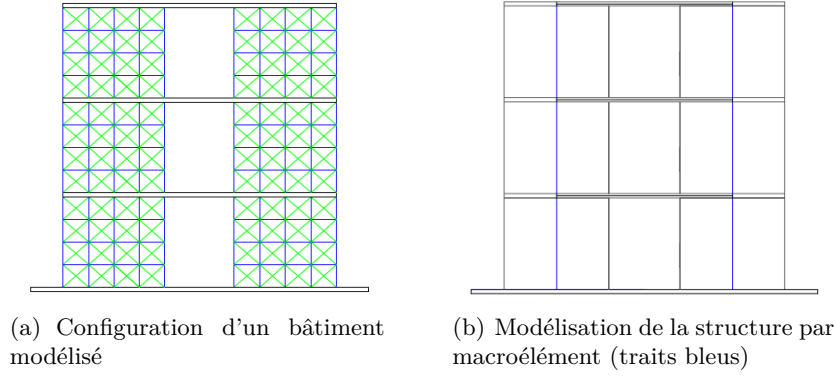 (a) Configuration d'un bâtiment
modélisé
(b) Modélisation de la structure par
macroélément (traits bleus)